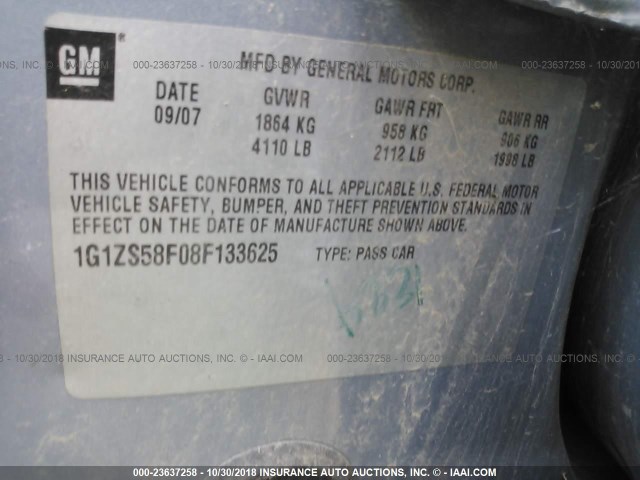 GM ®
MFD BY GENERAL MOTORS CORP.
DATE GVWR GAWR FRT GAWR RR
09/07 1864 KG 958 KG 906 KG
4110 LB 2112 LB 1998 LB
THIS VEHICLE CONFORMS TO ALL APPLICABLE U.S. FEDERAL MOTOR
VEHICLE SAFETY, BUMPER, AND THEFT PREVENTION STANDARDS IN
EFFECT ON THE DATE OF MANUFACTURE SHOWN ABOVE.
1G1ZS58F08F133625 TYPE: PASS CAR
000-23637258 - 10/30/2018 INSURANCE AUTO AUCTIONS, INC. © - IAAI.COM